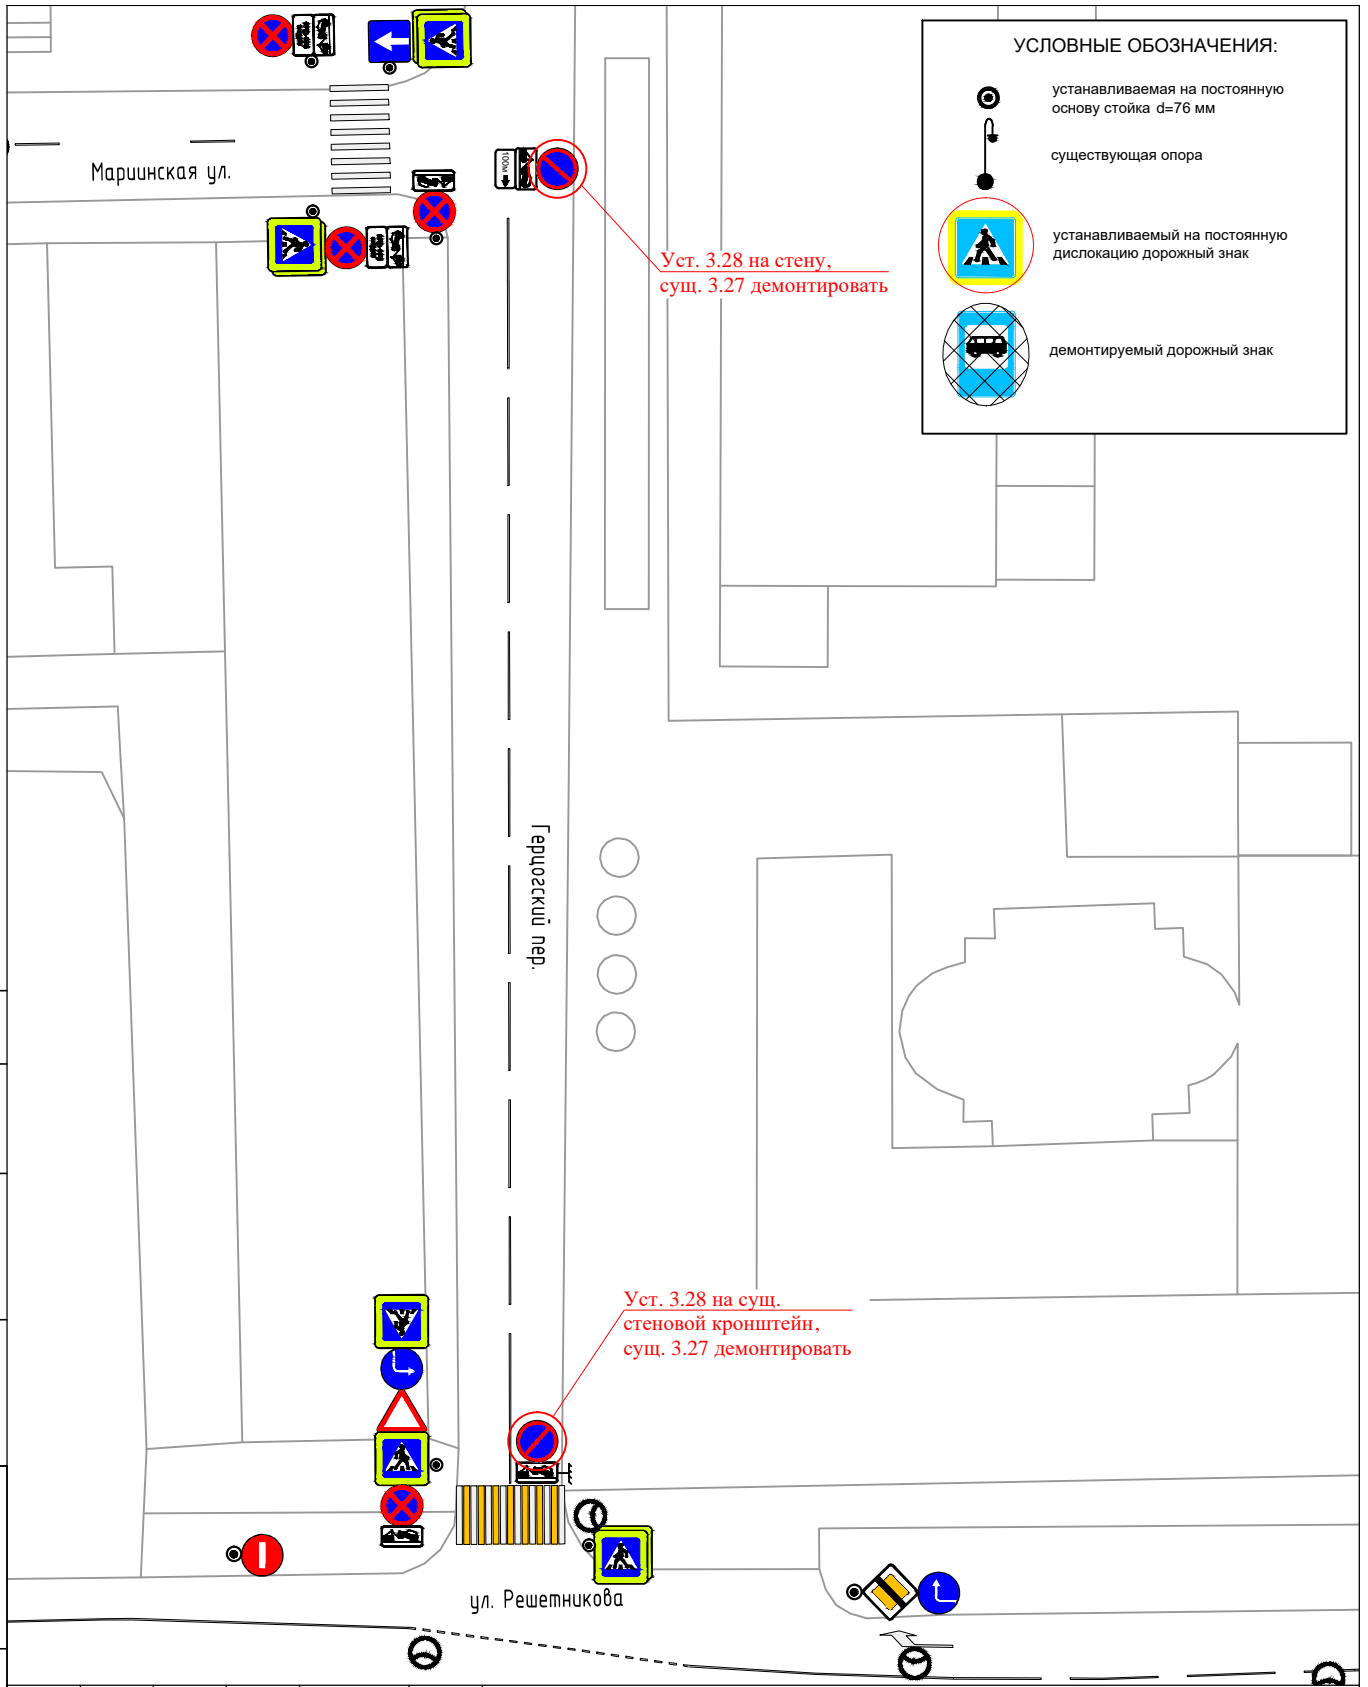 УСЛОВНЫЕ ОБОЗНАЧЕНИЯ:
устанавливаемая на постоянную
основу стойка d=76 мм
существующая опора
устанавливаемый на постоянную
дислокацию дорожный знак
демонтируемый дорожный знак
Мариинская ул.
100м
Уст. 3.28 на стену,
сущ. 3.27 демонтировать
Герцогский пер.
Уст. 3.28 на сущ.
стеновой кронштейн,
сущ. 3.27 демонтировать
ул. Решетникова